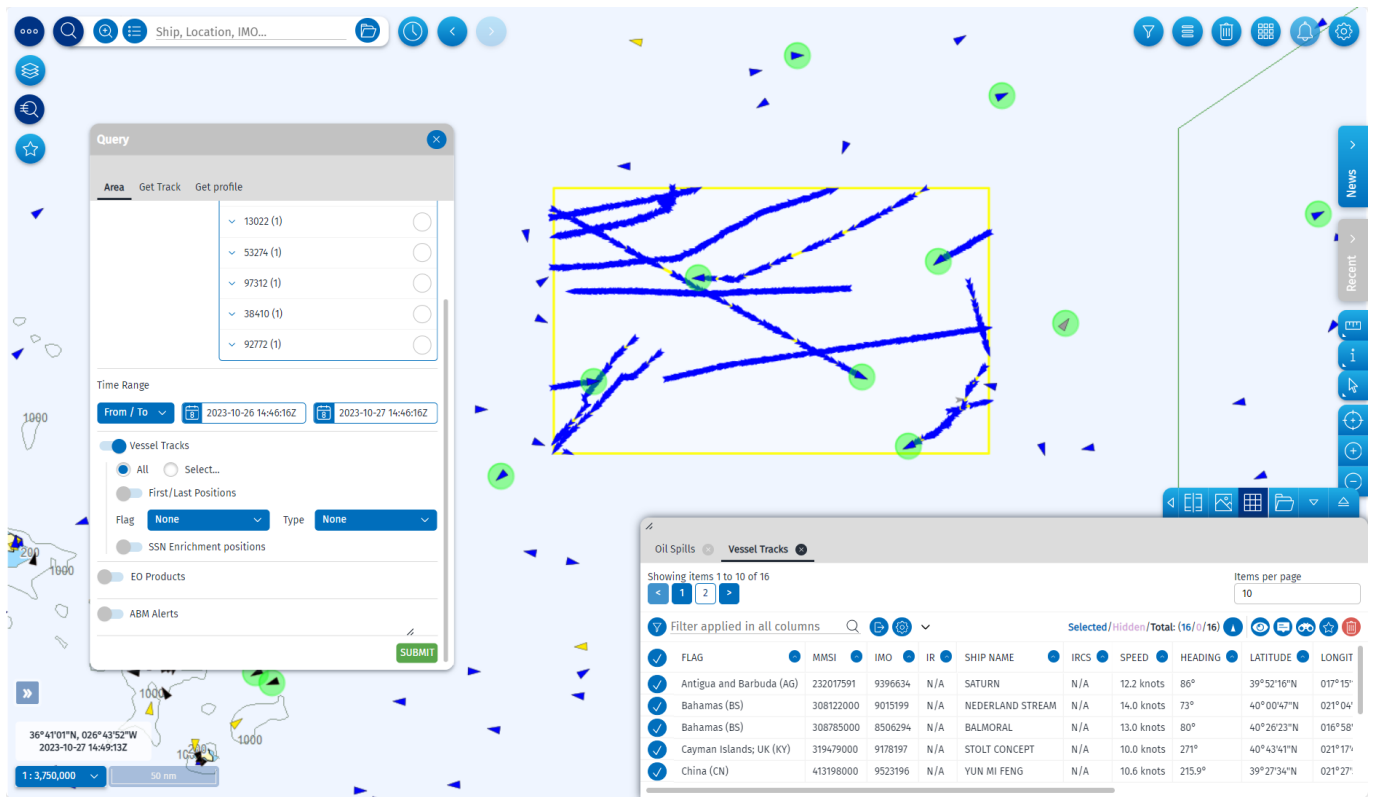 Ship, Location, IMO...
Query
Area Get Track Get profile
13022 (1)
53274 (1)
97312 (1)
38410 (1)
92772 (1)
Time Range
From / To 8 2023-10-26 14:46:16Z 8 2023-10-27 14:46:16Z
Vessel Tracks
All Select...
First/Last Positions
Flag None Type None
SSN Enrichment positions
EO Products
ABM Alerts
SUBMIT
News
Recent
1000
200
1000
1000
1000
36°41'01"N, 026°43'52"W
2023-10-27 14:49:13Z
1 : 3,750,000 50 nm
Oil Spills Vessel Tracks
Showing items 1 to 10 of 16 Items per page
< 1 2 > 10
Filter applied in all columns Selected/Hidden/Total: (16/0/16)
FLAG MMSI IMO IR SHIP NAME IRCS SPEED HEADING LATITUDE LONGIT
Antigua and Barbuda (AG) 232017591 9396634 N/A SATURN N/A 12.2 knots 86° 39°52'16"N 017°15'
Bahamas (BS) 308122000 9015199 N/A NEDERLAND STREAM N/A 14.0 knots 73° 40°00'47"N 021°04'
Bahamas (BS) 308785000 8506294 N/A BALMORAL N/A 13.0 knots 80° 40°26'23"N 016°58'
Cayman Islands; UK (KY) 319479000 9178197 N/A STOLT CONCEPT N/A 10.0 knots 271° 40°43'41"N 021°17'
China (CN) 413198000 9523196 N/A YUN MI FENG N/A 10.6 knots 215.9° 39°27'34"N 021°27'